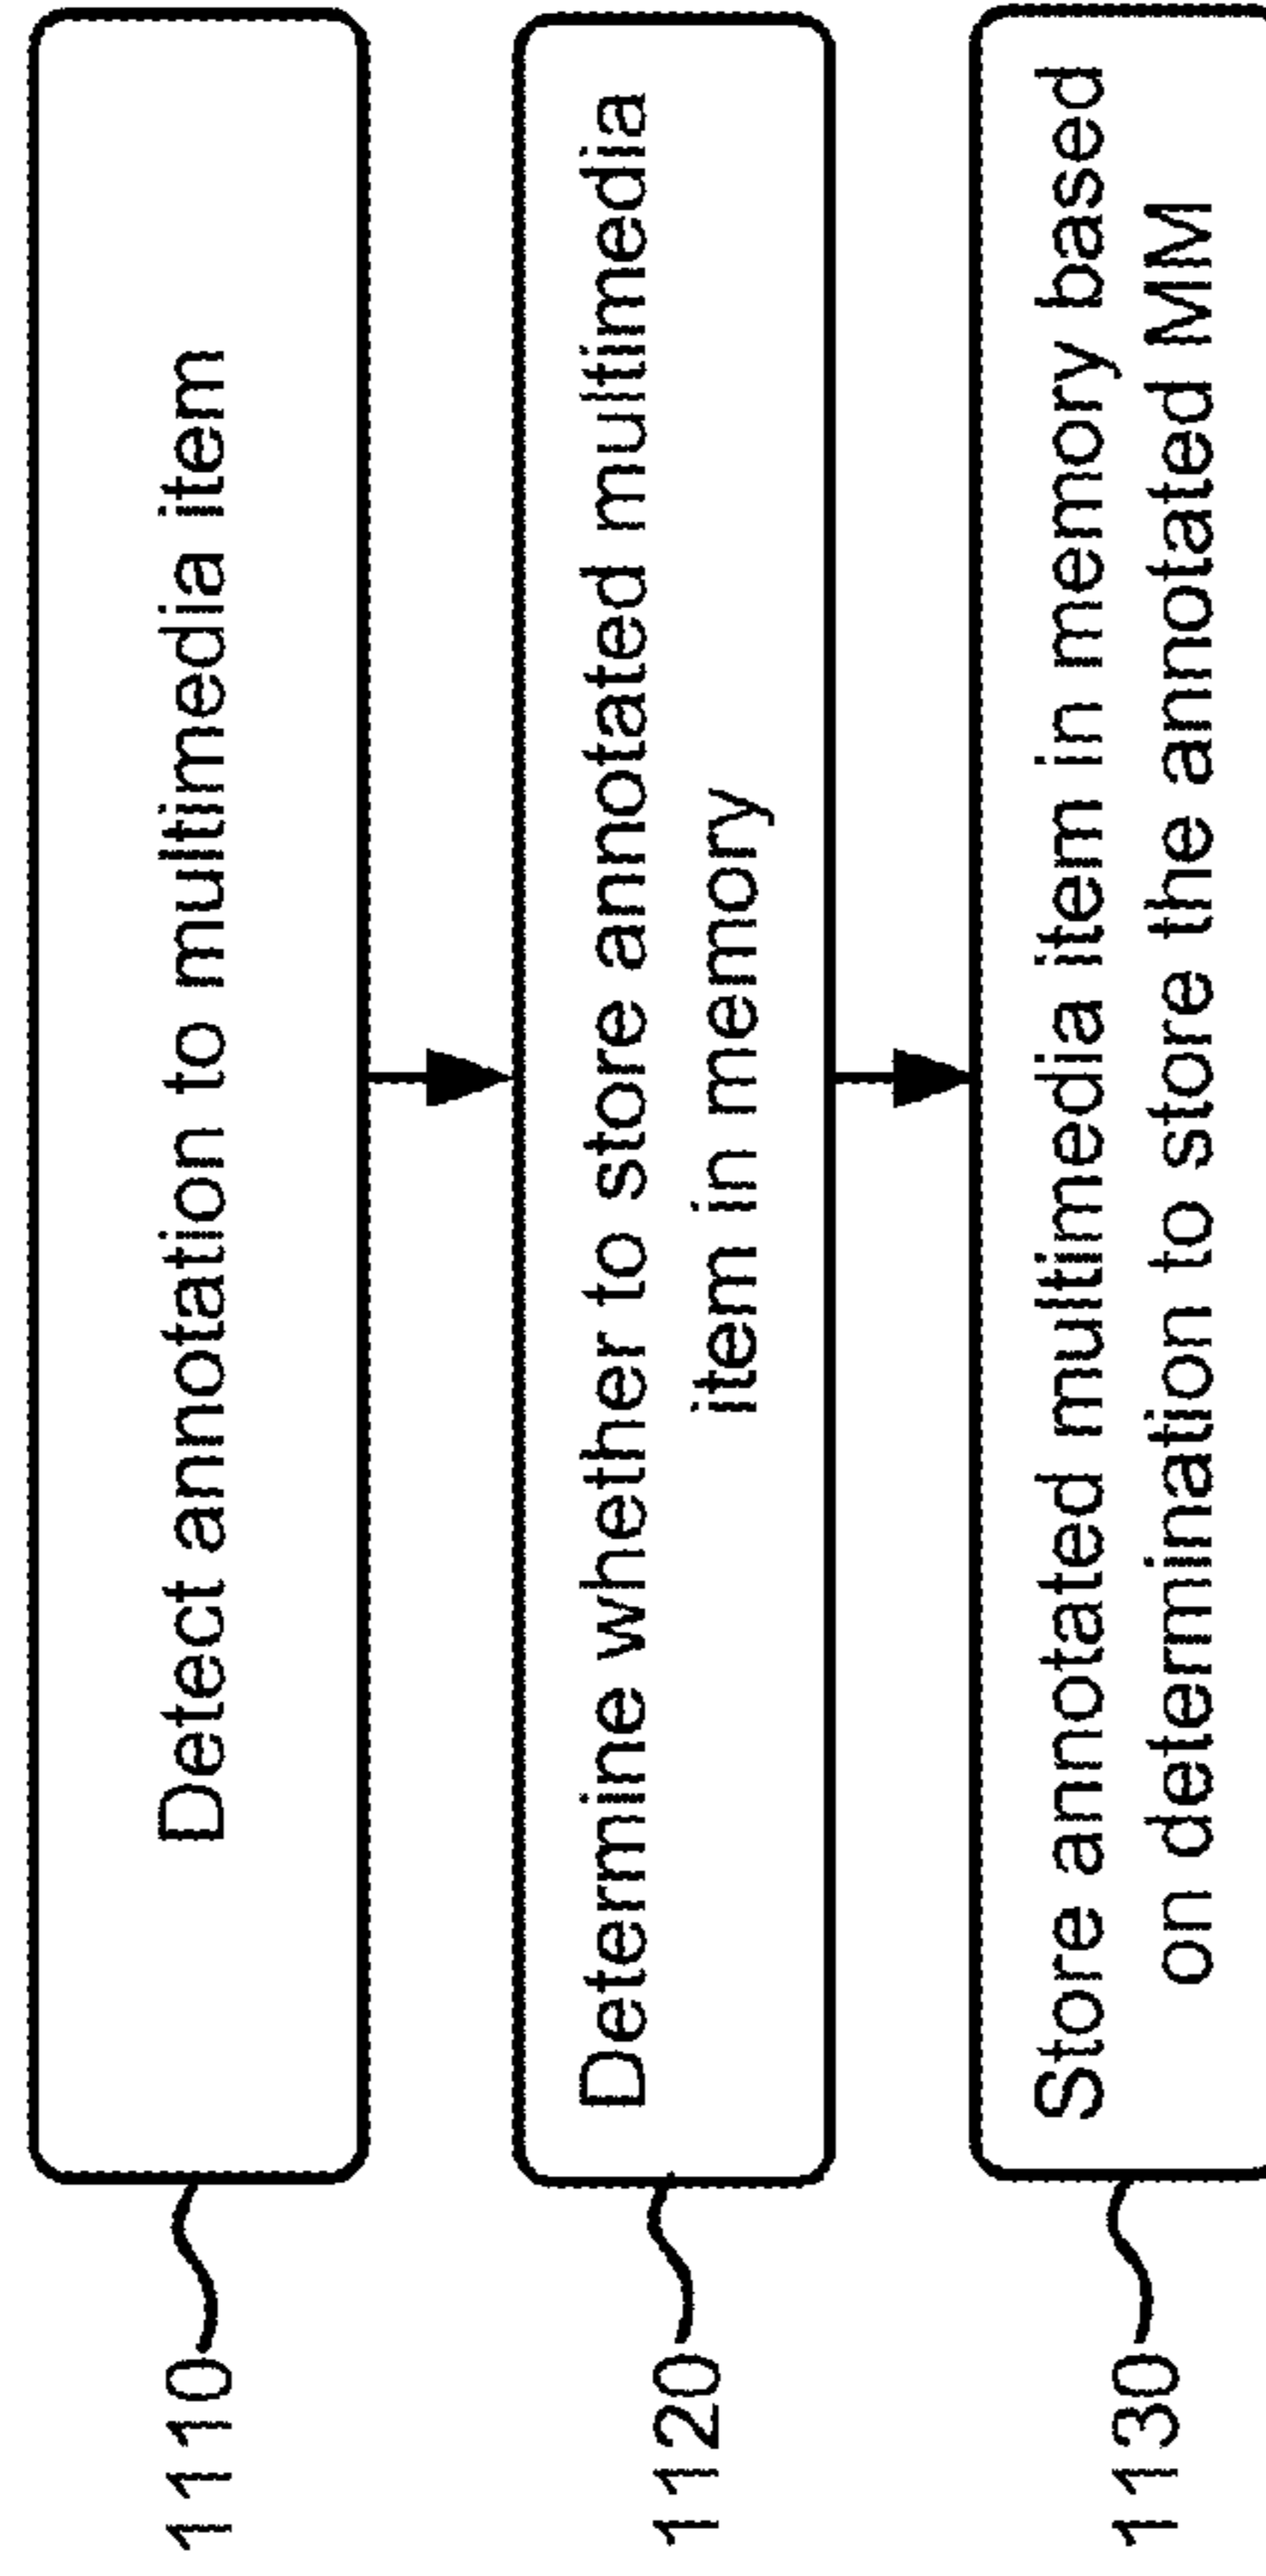 1110
Detect annotation to multimedia item
1120
Determine whether to store annotated multimedia
item in memory
1130
Store annotated multimedia item in memory based
on determination to store the annotated MM